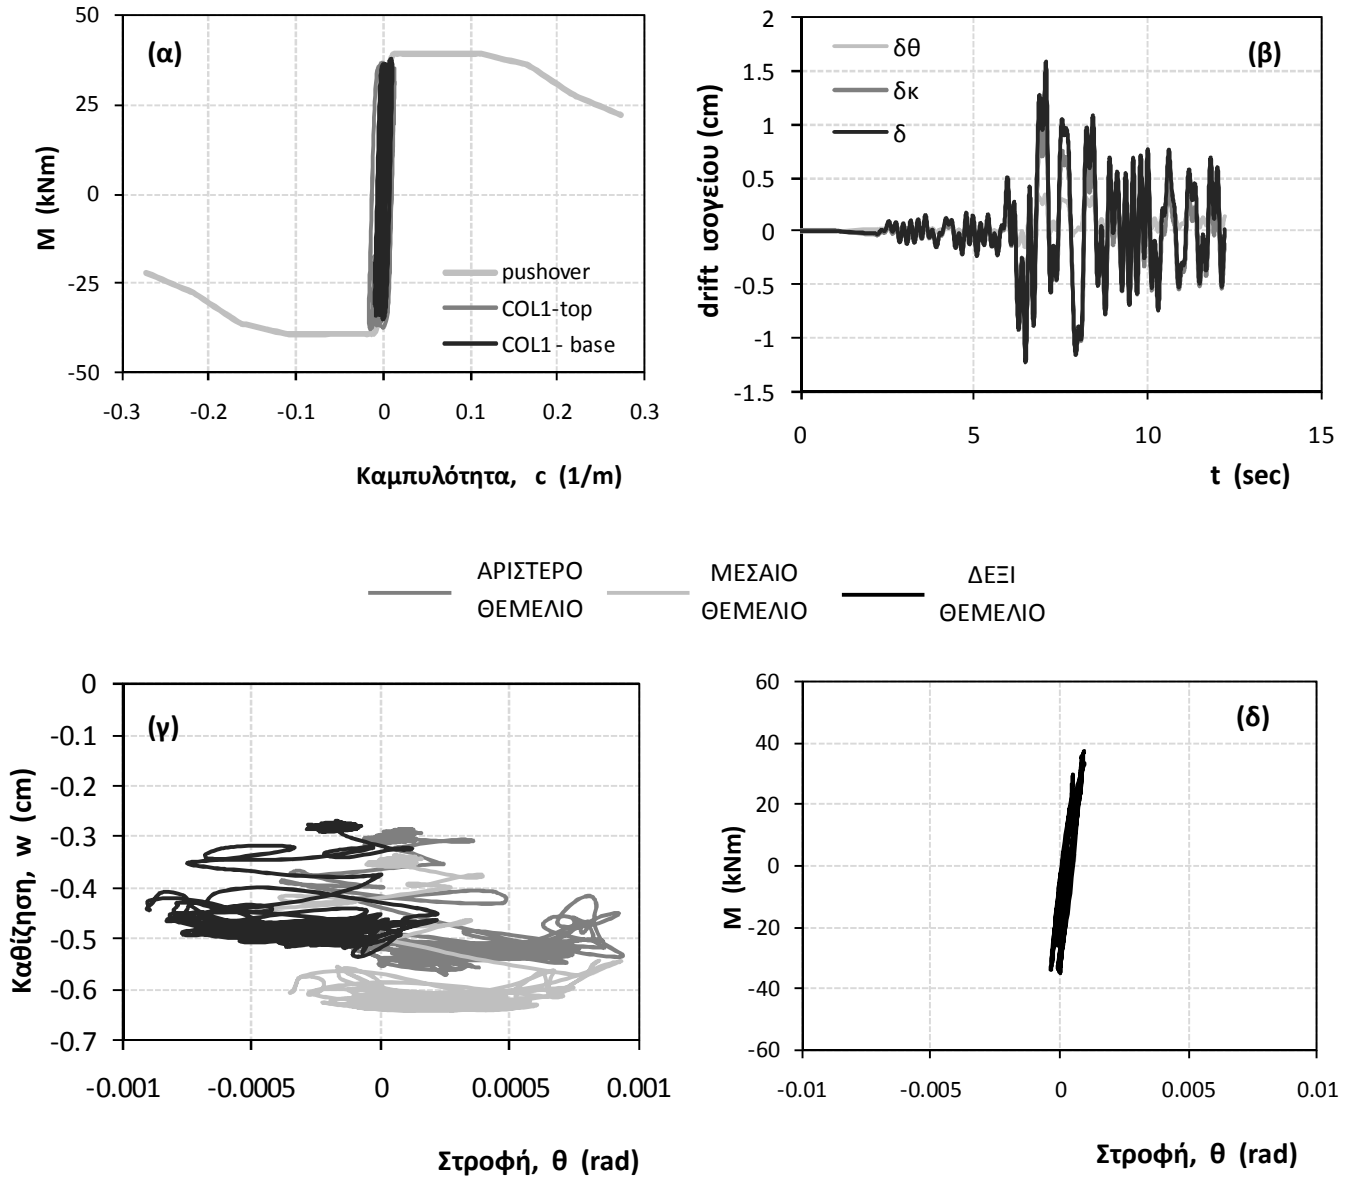 (α)
50
25
0
-25
-50
M (kNm)
pushover
COL1-top
COL1 - base
-0.3 -0.2 -0.1 0 0.1 0.2 0.3
Καμπυλότητα, c (1/m)
(β)
2
1.5
1
0.5
0
-0.5
-1
-1.5
drift ισογείου (cm)
δθ
δκ
δ
0 5 10 15
t (sec)
ΑΡΙΣΤΕΡΟ ΜΕΣΑΙΟ ΔΕΞΙ
ΘΕΜΕΛΙΟ ΘΕΜΕΛΙΟ ΘΕΜΕΛΙΟ
(γ)
0
-0.1
-0.2
-0.3
-0.4
-0.5
-0.6
-0.7
Καθίζηση, w (cm)
-0.001 -0.0005 0 0.0005 0.001
Στροφή, θ (rad)
(δ)
60
40
20
0
-20
-40
-60
M (kNm)
-0.01 -0.005 0 0.005 0.01
Στροφή, θ (rad)